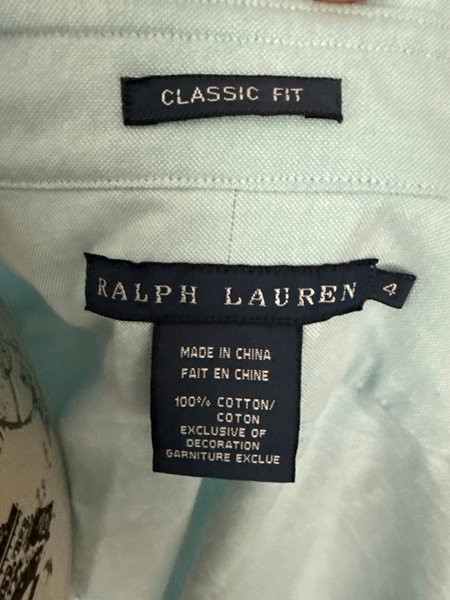 CLASSIC FIT
RALPH LAUREN 4
MADE IN CHINA
FAIT EN CHINE
100% COTTON/
COTON
EXCLUSIVE OF
DECORATION
GARNITURE EXCLUE